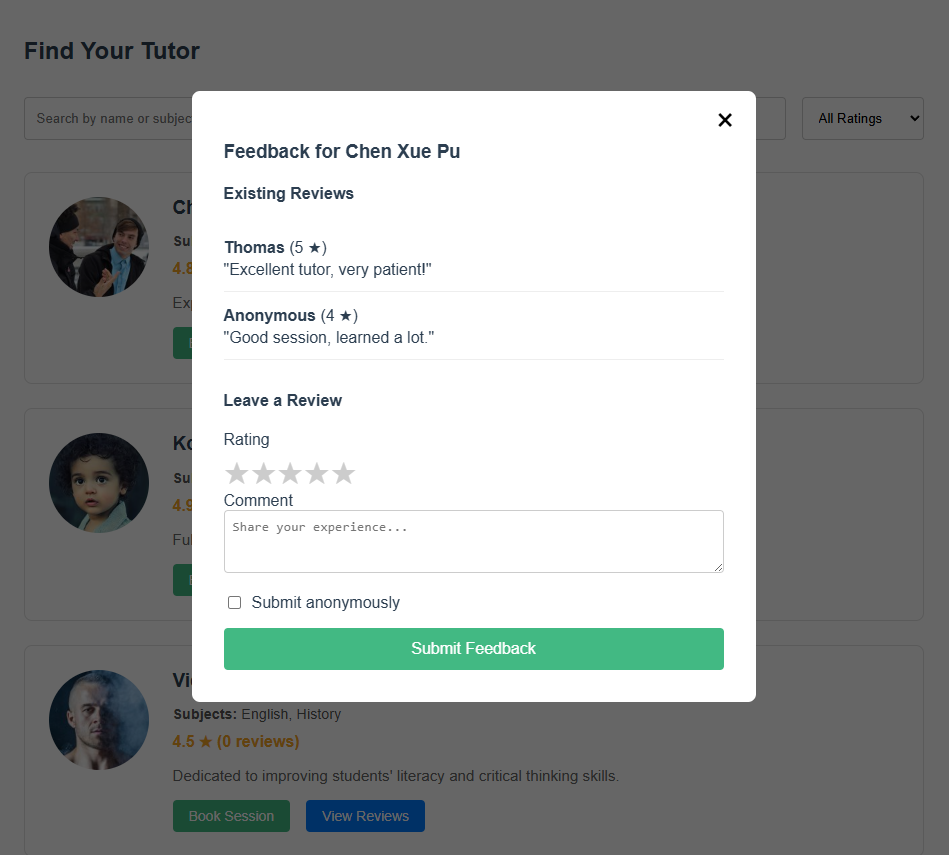 Find Your Tutor
Search by name or subjec
All Ratings
×
Feedback for Chen Xue Pu
Existing Reviews
Thomas (5 ★)
"Excellent tutor, very patient!"
Anonymous (4 ★)
"Good session, learned a lot."
Leave a Review
Rating
★★★★★
Comment
Share your experience...
Submit anonymously
Submit Feedback
Ch
Su
4.8
Ex
Ko
Su
4.9
Ful
Vi
Subjects: English, History
4.5 ★ (0 reviews)
Dedicated to improving students' literacy and critical thinking skills.
Book Session
View Reviews